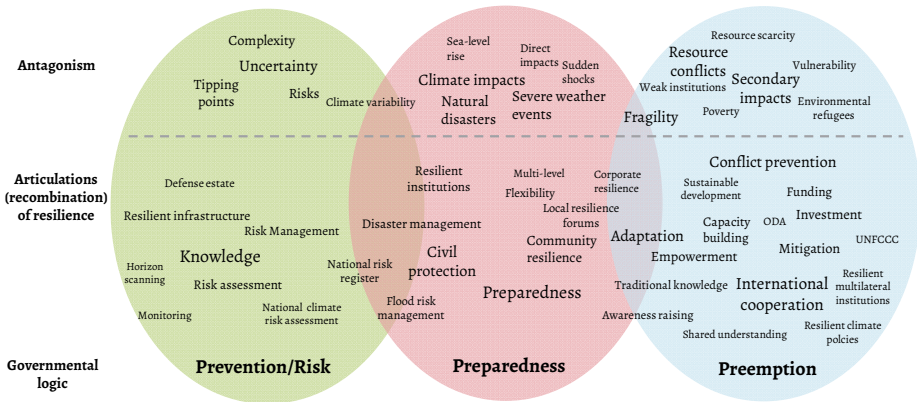 Antagonism
Complexity
Uncertainty
Tipping
points
Risks
Climate variability
Sea-level
rise
Direct
impacts
Sudden
shocks
Climate impacts
Natural
disasters
Severe weather
events
Resource scarcity
Resource
conflicts
Vulnerability
Weak institutions
Secondary
impacts
Poverty
Environmental
refugees
Fragility
Articulations
(recombination)
of resilience
Defense estate
Resilient infrastructure
Risk Management
Knowledge
Horizon
scanning
Risk assessment
Monitoring
National climate
risk assessment
National risk
register
Disaster management
Flood risk
management
Resilient
institutions
Multi-level
Flexibility
Corporate
resilience
Local resilience
forums
Civil
protection
Community
resilience
Preparedness
Adaptation
Empowerment
Traditional knowledge
Awareness raising
Conflict prevention
Sustainable
development
Funding
Capacity
building
ODA
Investment
UNFCCC
Mitigation
International
cooperation
Resilient
multilateral
institutions
Shared understanding
Resilient climate
polcies
Governmental
logic
Prevention/Risk
Preparedness
Preemption